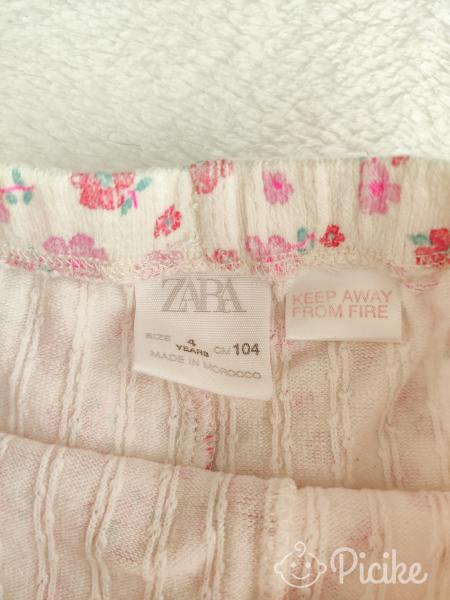 ZARA
SIZE 4 YEARS CM 104
MADE IN MOROCCO
KEEP AWAY
FROM FIRE
Picike